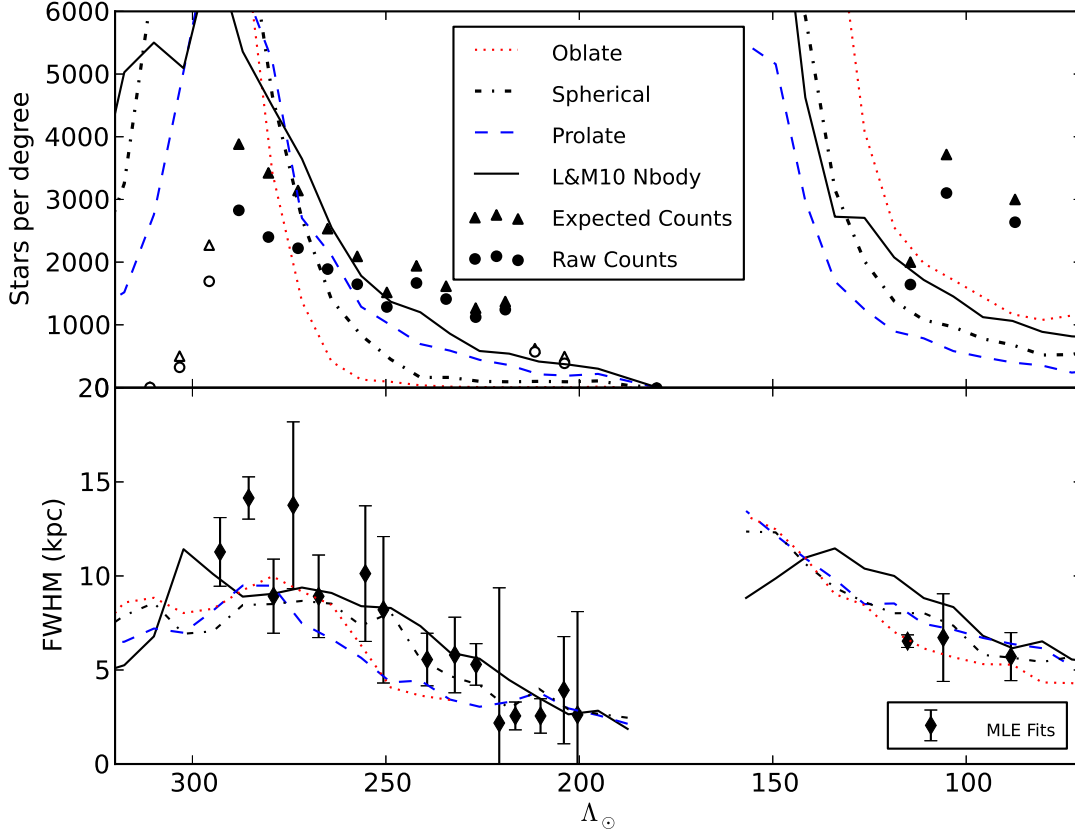 6000
5000
4000
3000
2000
1000
20
Stars per degree
Oblate
Spherical
Prolate
L&M10 Nbody
Expected Counts
Raw Counts
15
10
5
0
FWHM (kpc)
MLE Fits
300
250
200
150
100
Λ☉